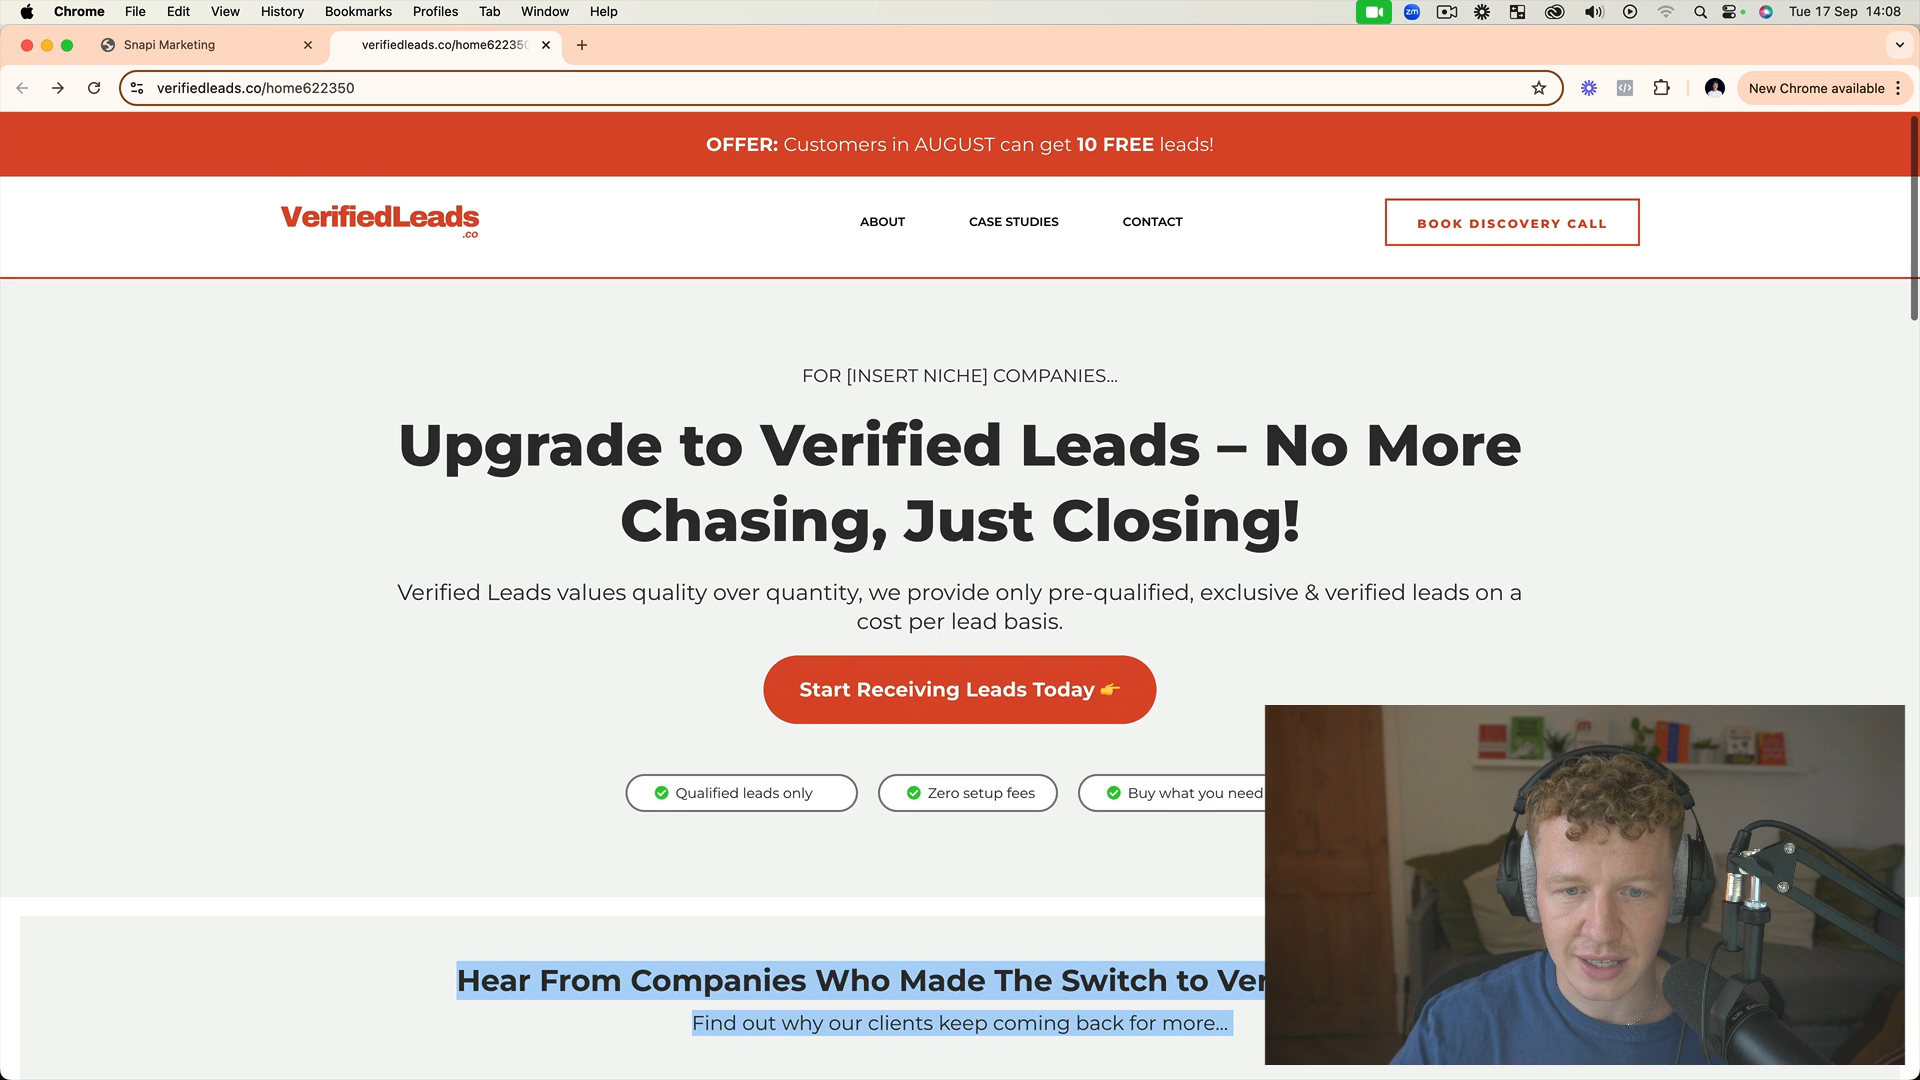 Chrome File Edit View History Bookmarks Profiles Tab Window Help
zm
Tue 17 Sep 14:08
Snapi Marketing
verifiedleads.co/home622350
verifiedleads.co/home622350
New Chrome available
OFFER: Customers in AUGUST can get 10 FREE leads!
VerifiedLeads
.co
ABOUT CASE STUDIES CONTACT
BOOK DISCOVERY CALL
FOR [INSERT NICHE] COMPANIES...
Upgrade to Verified Leads – No More
Chasing, Just Closing!
Verified Leads values quality over quantity, we provide only pre-qualified, exclusive & verified leads on a
cost per lead basis.
Start Receiving Leads Today 👉
Qualified leads only
Zero setup fees
Buy what you need
Hear From Companies Who Made The Switch to Ver
Find out why our clients keep coming back for more...